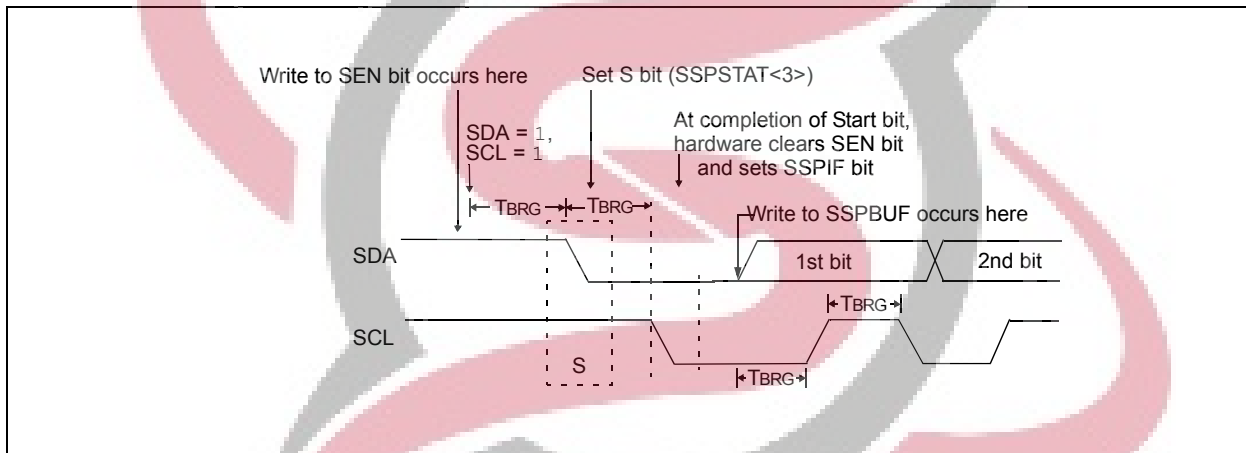 Write to SEN bit occurs here
Set S bit (SSPSTAT<3>)
SDA = 1,
SCL = 1
At completion of Start bit,
hardware clears SEN bit
and sets SSPIF bit
TBRG
TBRG
Write to SSPBUF occurs here
SDA
1st bit
2nd bit
TBRG
SCL
S
TBRG